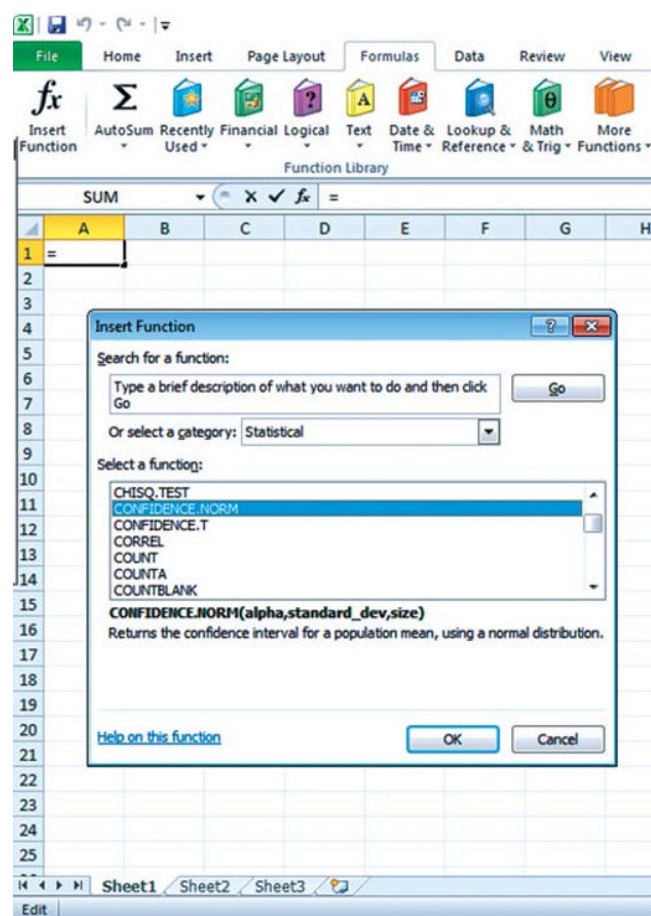 File Home Insert Page Layout Formulas Data Review View
fx Σ ? A θ
Insert AutoSum Recently Financial Logical Text Date & Lookup & Math More
Function Used Time Reference & Trig Functions
Function Library
SUM fx =
A B C D E F G H
1 =
2
3
4
Insert Function ?
5
Search for a function:
6
Type a brief description of what you want to do and then click
Go
Go
7
8
Or select a category: Statistical
9
Select a function:
10
CHISQ.TEST
11
CONFIDENCE.NORM
12
CONFIDENCE.T
CORREL
13
COUNT
COUNTA
14
COUNTBLANK
15
CONFIDENCE.NORM(alpha,standard_dev,size)
16
Returns the confidence interval for a population mean, using a normal distribution.
17
18
19
20
Help on this function OK Cancel
21
22
23
24
25
Sheet1 Sheet2 Sheet3
Edit